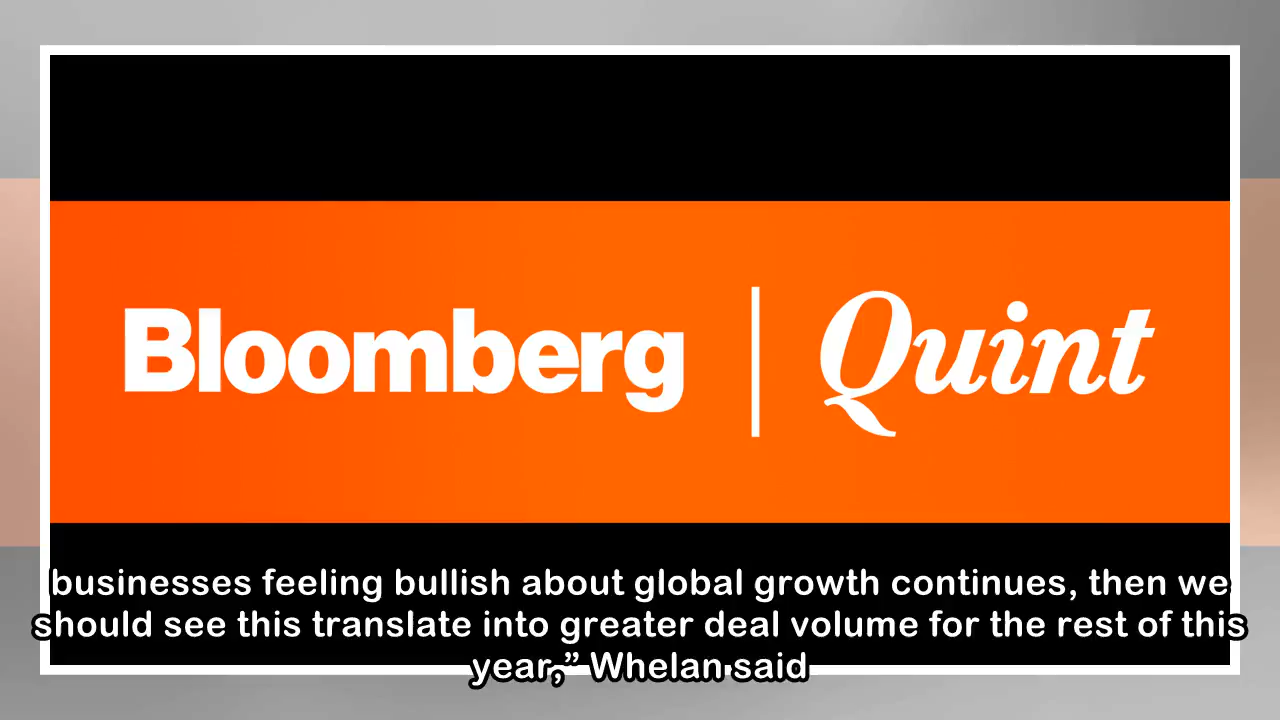 Bloomberg | Quint
businesses feeling bullish about global growth continues, then we
should see this translate into greater deal volume for the rest of this
year,” Whelan said